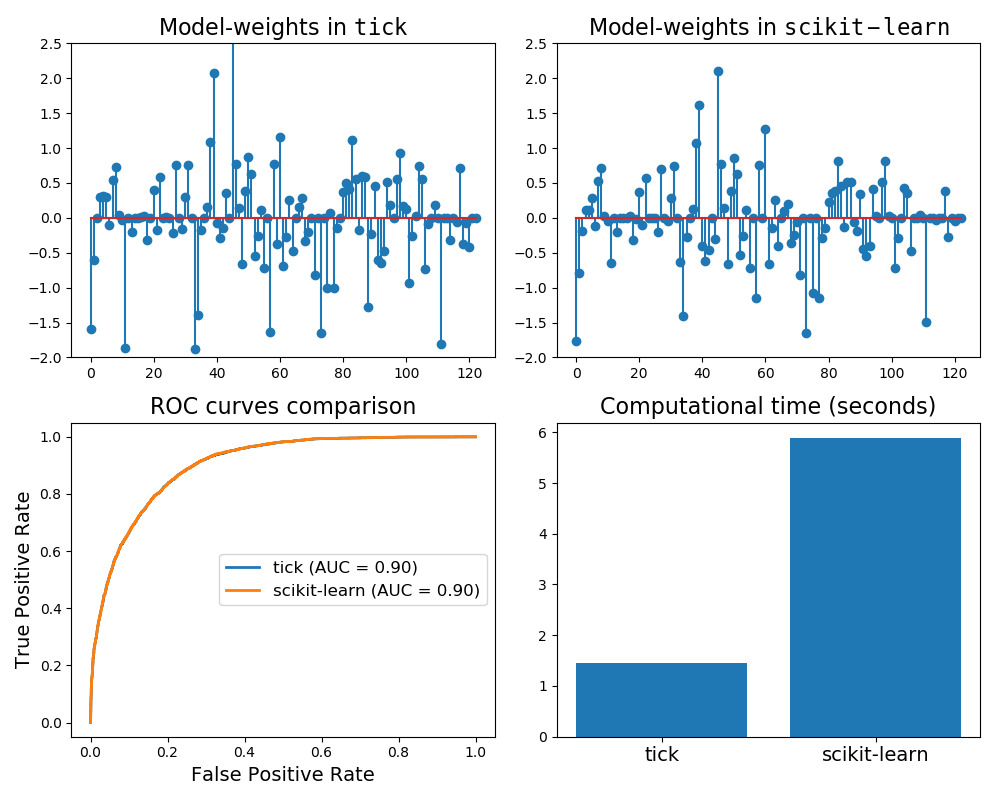 Model-weights in tick
2.5
2.0
1.5
1.0
0.5
0.0
−0.5
−1.0
−1.5
−2.0
0 20 40 60 80 100 120
Model-weights in scikit−learn
2.5
2.0
1.5
1.0
0.5
0.0
−0.5
−1.0
−1.5
−2.0
0 20 40 60 80 100 120
ROC curves comparison
True Positive Rate
1.0
0.8
0.6
0.4
0.2
0.0
tick (AUC = 0.90)
scikit-learn (AUC = 0.90)
0.0 0.2 0.4 0.6 0.8 1.0
False Positive Rate
Computational time (seconds)
6
5
4
3
2
1
0
tick scikit-learn